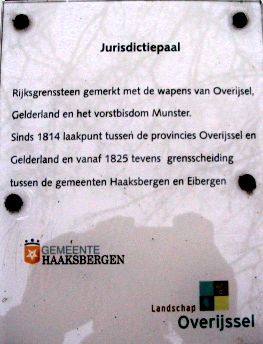 Jurisdictiepaal
Rijksgrenssteen gemerkt met de wapens van Overijsel,
Gelderland en het vorstbisdom Munster.
Sinds 1814 laakpunt tussen de provincies Overijssel en
Gelderland en vanaf 1825 tevens grensscheiding
tussen de gemeenten Haaksbergen en Eibergen
GEMEENTE
HAAKSBERGEN
Landschap
Overijssel